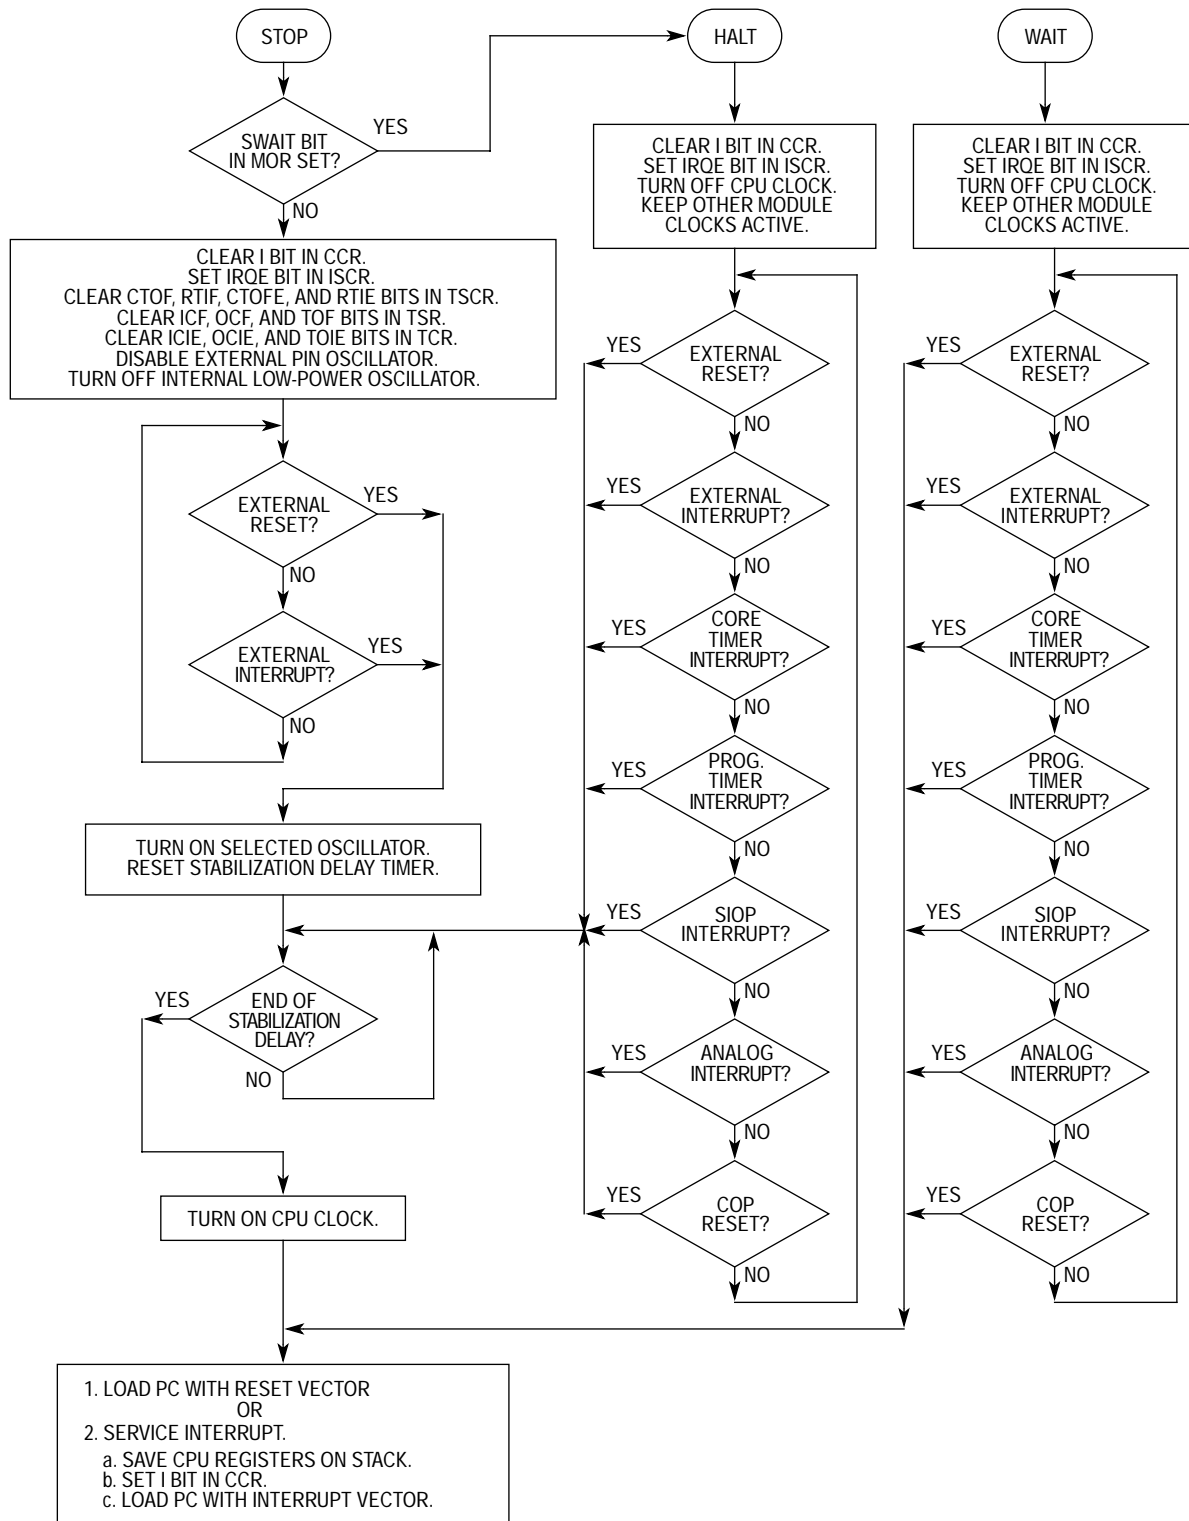 STOP
SWAIT BIT
IN MOR SET?
YES
NO
CLEAR I BIT IN CCR.
SET IRQE BIT IN ISCR.
CLEAR CTOF, RTIF, CTOFE, AND RTIE BITS IN TSCR.
CLEAR ICF, OCF, AND TOF BITS IN TSR.
CLEAR ICIE, OCIE, AND TOIE BITS IN TCR.
DISABLE EXTERNAL PIN OSCILLATOR.
TURN OFF INTERNAL LOW-POWER OSCILLATOR.
EXTERNAL
RESET?
YES
NO
EXTERNAL
INTERRUPT?
YES
NO
TURN ON SELECTED OSCILLATOR.
RESET STABILIZATION DELAY TIMER.
YES
END OF
STABILIZATION
DELAY?
NO
TURN ON CPU CLOCK.
1. LOAD PC WITH RESET VECTOR
OR
2. SERVICE INTERRUPT.
a. SAVE CPU REGISTERS ON STACK.
b. SET I BIT IN CCR.
c. LOAD PC WITH INTERRUPT VECTOR.
HALT
CLEAR I BIT IN CCR.
SET IRQE BIT IN ISCR.
TURN OFF CPU CLOCK.
KEEP OTHER MODULE
CLOCKS ACTIVE.
YES
EXTERNAL
RESET?
NO
YES
EXTERNAL
INTERRUPT?
NO
YES
CORE
TIMER
INTERRUPT?
NO
YES
PROG.
TIMER
INTERRUPT?
NO
YES
SIOP
INTERRUPT?
NO
YES
ANALOG
INTERRUPT?
NO
YES
COP
RESET?
NO
WAIT
CLEAR I BIT IN CCR.
SET IRQE BIT IN ISCR.
TURN OFF CPU CLOCK.
KEEP OTHER MODULE
CLOCKS ACTIVE.
YES
EXTERNAL
RESET?
NO
YES
EXTERNAL
INTERRUPT?
NO
YES
CORE
TIMER
INTERRUPT?
NO
YES
PROG.
TIMER
INTERRUPT?
NO
YES
SIOP
INTERRUPT?
NO
YES
ANALOG
INTERRUPT?
NO
YES
COP
RESET?
NO